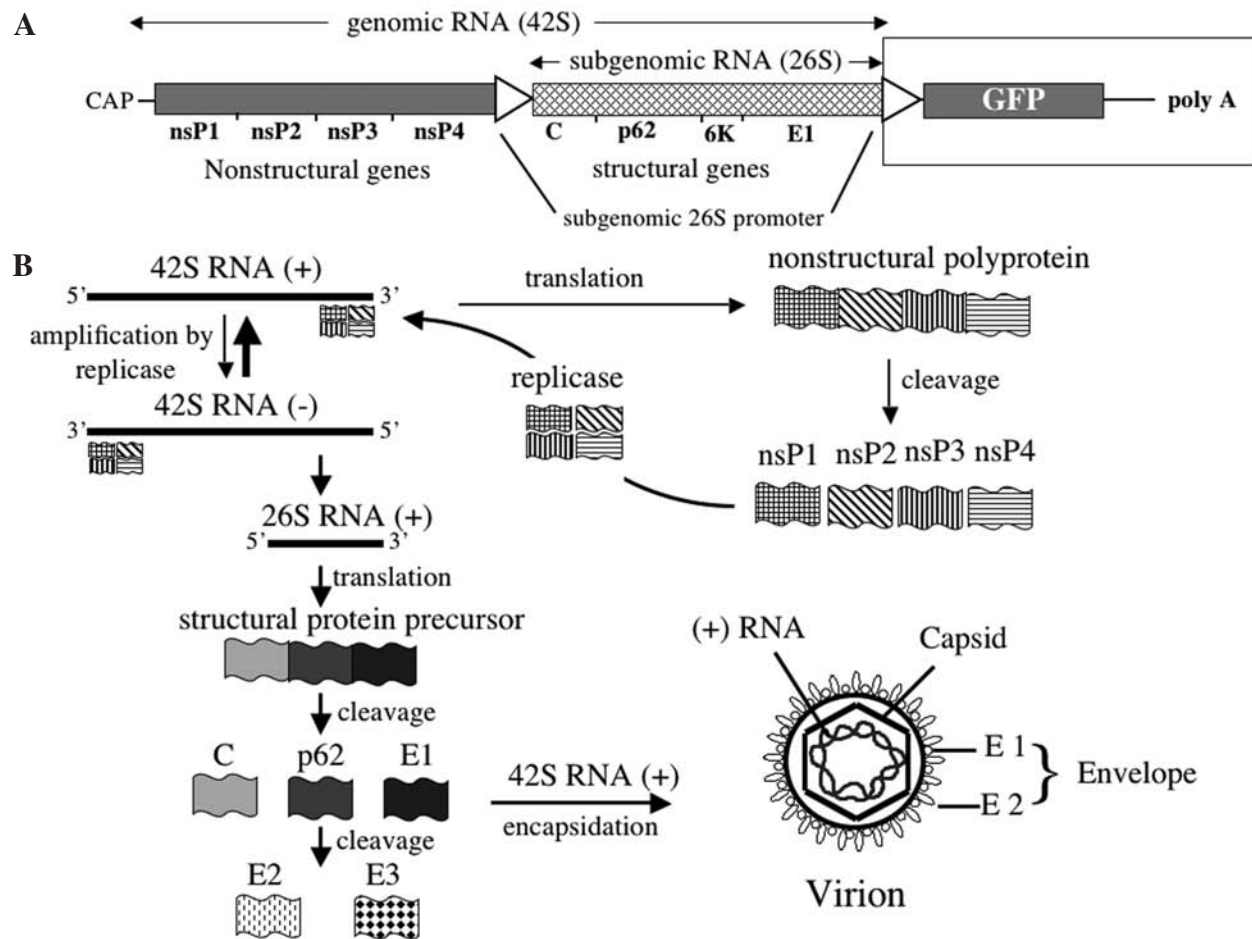 A
genomic RNA (42S)
subgenomic RNA (26S)
CAP
GFP
poly A
nsP1 nsP2 nsP3 nsP4
C p62 6K E1
Nonstructural genes
structural genes
subgenomic 26S promoter
B
42S RNA (+)
5’ 3’
translation
nonstructural polyprotein
amplification by
replicase
replicase
cleavage
42S RNA (-)
3’ 5’
nsP1 nsP2 nsP3 nsP4
26S RNA (+)
5’ 3’
translation
structural protein precursor
cleavage
C p62 E1
42S RNA (+)
encapsidation
cleavage
E2 E3
(+) RNA
Capsid
E 1
E 2
Envelope
Virion